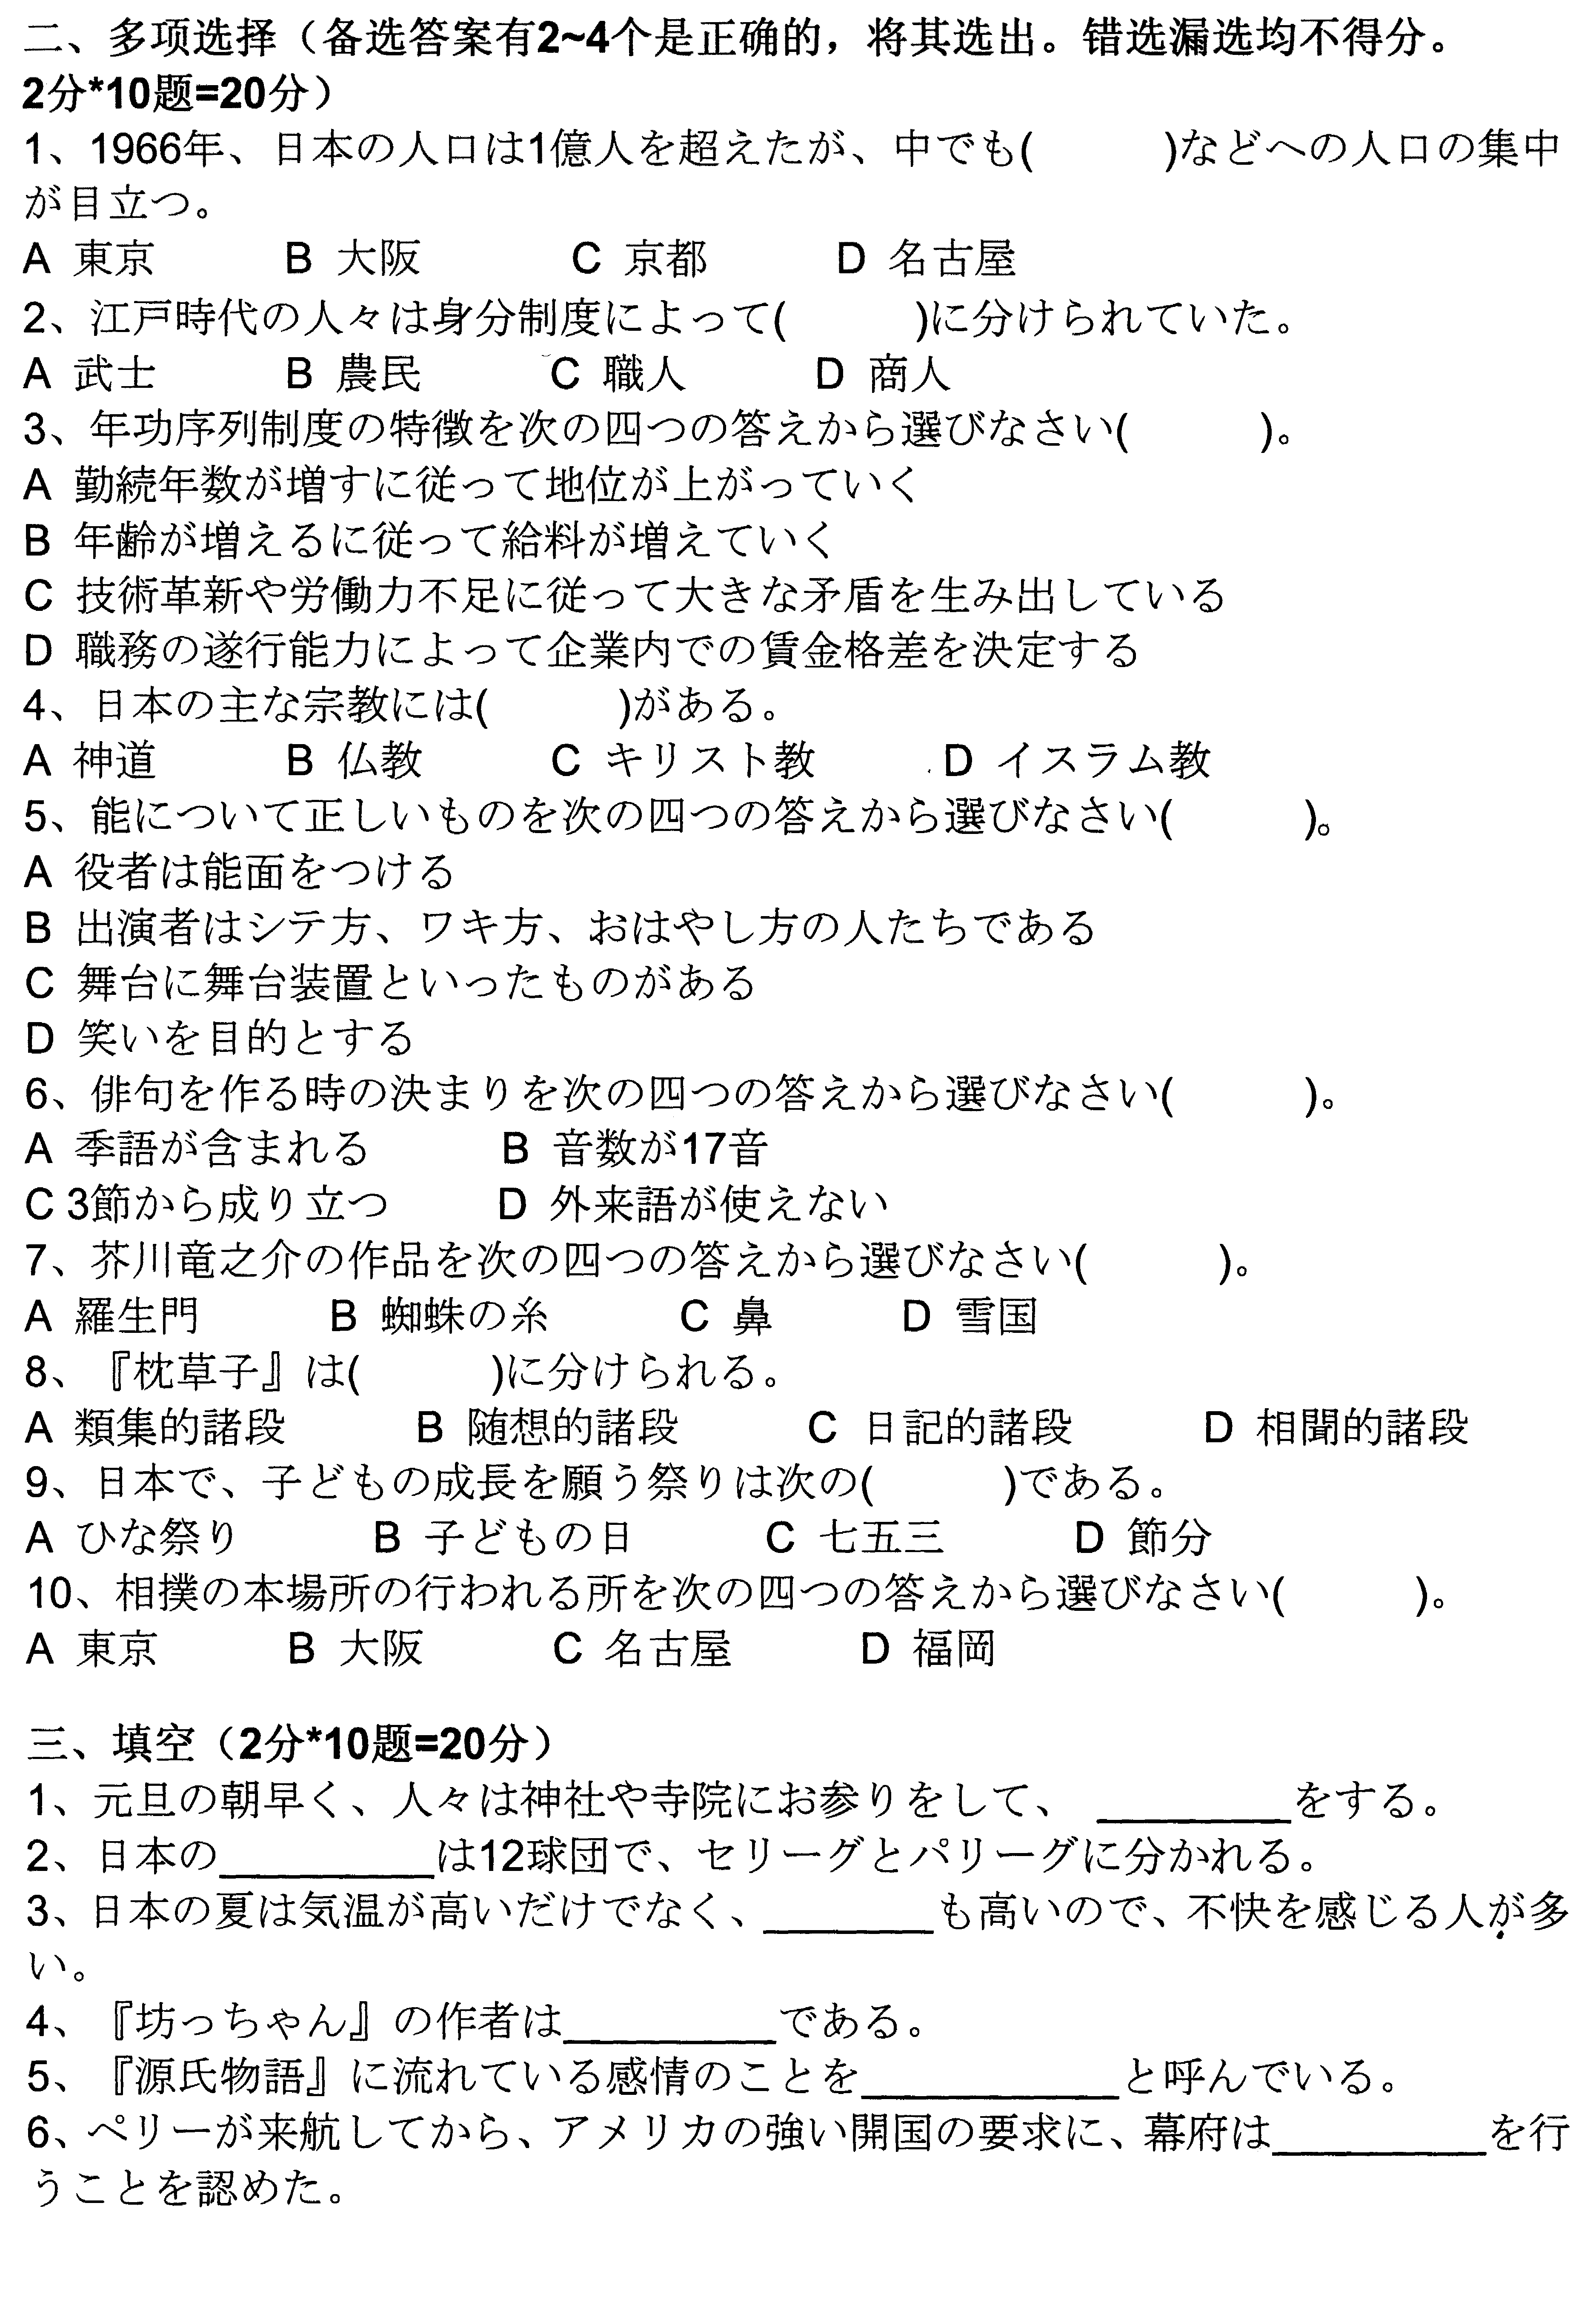 二、多项选择（备选答案有2~4个是正确的，将其选出。错选漏选均不得分。
2分*10题=20分）
1、1966年、日本の人口は1億人を超えたが、中でも(　　　)などへの人口の集中
が目立つ。
A 東京　　　B 大阪　　　C 京都　　　D 名古屋
2、江戸時代の人々は身分制度によって(　　　)に分けられていた。
A 武士　　　B 農民　　　C 職人　　　D 商人
3、年功序列制度の特徴を次の四つの答えから選びなさい(　　　)。
A 勤続年数が増すに従って地位が上がっていく
B 年齢が増えるに従って給料が増えていく
C 技術革新や労働力不足に従って大きな矛盾を生み出している
D 職務の遂行能力によって企業内での賃金格差を決定する
4、日本の主な宗教には(　　　)がある。
A 神道　　　B 仏教　　　C キリスト教　　　D イスラム教
5、能について正しいものを次の四つの答えから選びなさい(　　　)。
A 役者は能面をつける
B 出演者はシテ方、ワキ方、おはやし方の人たちである
C 舞台に舞台装置といったものがある
D 笑いを目的とする
6、俳句を作る時の決まりを次の四つの答えから選びなさい(　　　)。
A 季語が含まれる　　　B 音数が17音
C 3節から成り立つ　　　D 外来語が使えない
7、芥川竜之介の作品を次の四つの答えから選びなさい(　　　)。
A 羅生門　　　B 蜘蛛の糸　　　C 鼻　　　D 雪国
8、『枕草子』は(　　　)に分けられる。
A 類集的諸段　　　B 随想的諸段　　　C 日記的諸段　　　D 相聞的諸段
9、日本で、子どもの成長を願う祭りは次の(　　　)である。
A ひな祭り　　　B 子どもの日　　　C 七五三　　　D 節分
10、相撲の本場所の行われる所を次の四つの答えから選びなさい(　　　)。
A 東京　　　B 大阪　　　C 名古屋　　　D 福岡
三、填空（2分*10题=20分）
1、元旦の朝早く、人々は神社や寺院にお参りをして、 _________をする。
2、日本の__________は12球団で、セリーグとパリーグに分かれる。
3、日本の夏は気温が高いだけでなく、________も高いので、不快を感じる人が多
い。
4、『坊っちゃん』の作者は__________である。
5、『源氏物語』に流れている感情のことを____________と呼んでいる。
6、ペリーが来航してから、アメリカの強い開国の要求に、幕府は__________を行
うことを認めた。